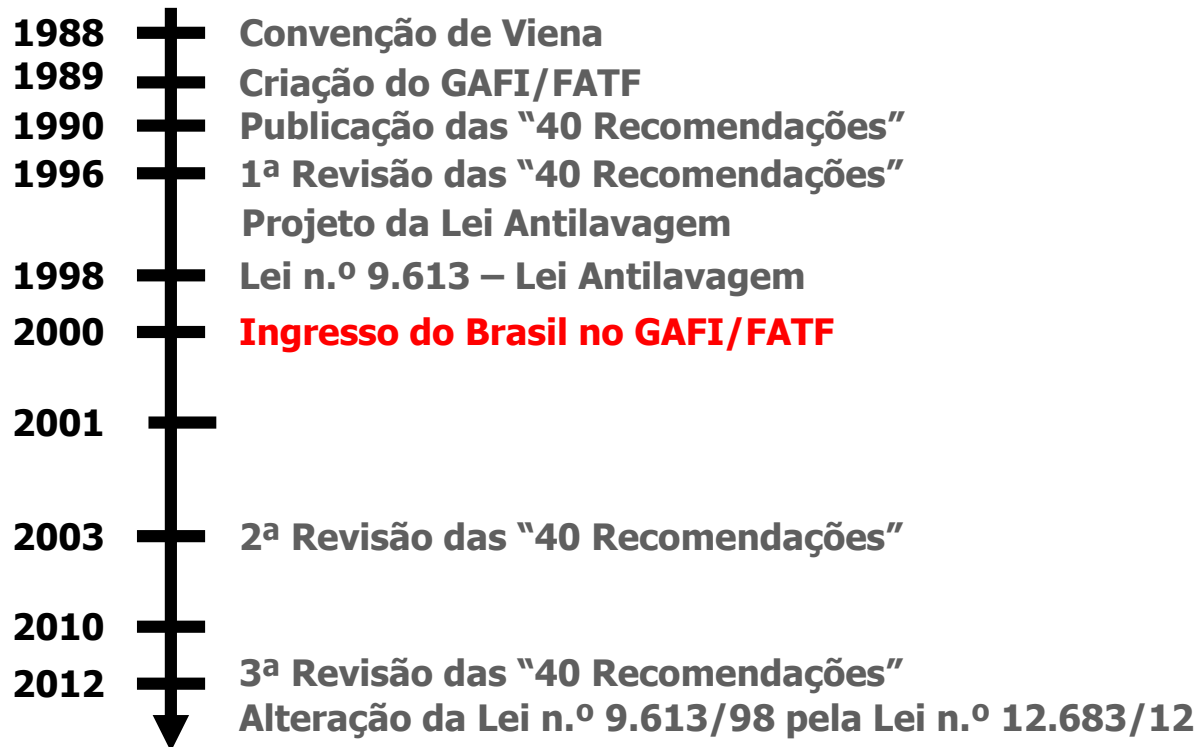 1988 Convenção de Viena
1989 Criação do GAFI/FATF
1990 Publicação das “40 Recomendações”
1996 1ª Revisão das “40 Recomendações”
Projeto da Lei Antilavagem
1998 Lei n.º 9.613 – Lei Antilavagem
2000 Ingresso do Brasil no GAFI/FATF
2001
2003 2ª Revisão das “40 Recomendações”
2010
2012 3ª Revisão das “40 Recomendações”
Alteração da Lei n.º 9.613/98 pela Lei n.º 12.683/12